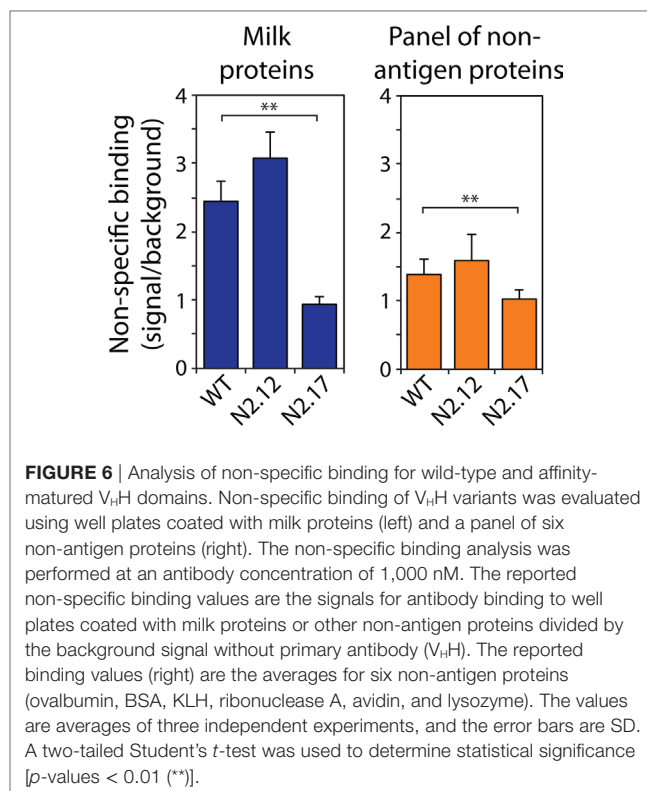 Milk
proteins
Panel of non-
antigen proteins
Non-specific binding
(signal/background)
4
3
2
1
0
**
WT
N2.12
N2.17
4
3
2
1
0
**
WT
N2.12
N2.17
FIGURE 6 | Analysis of non-specific binding for wild-type and affinity-
matured VHH domains. Non-specific binding of VHH variants was evaluated
using well plates coated with milk proteins (left) and a panel of six
non-antigen proteins (right). The non-specific binding analysis was
performed at an antibody concentration of 1,000 nM. The reported
non-specific binding values are the signals for antibody binding to well
plates coated with milk proteins or other non-antigen proteins divided by
the background signal without primary antibody (VHH). The reported
binding values (right) are the averages for six non-antigen proteins
(ovalbumin, BSA, KLH, ribonuclease A, avidin, and lysozyme). The values
are averages of three independent experiments, and the error bars are SD.
A two-tailed Student's t-test was used to determine statistical significance
[p-values < 0.01 (**)].